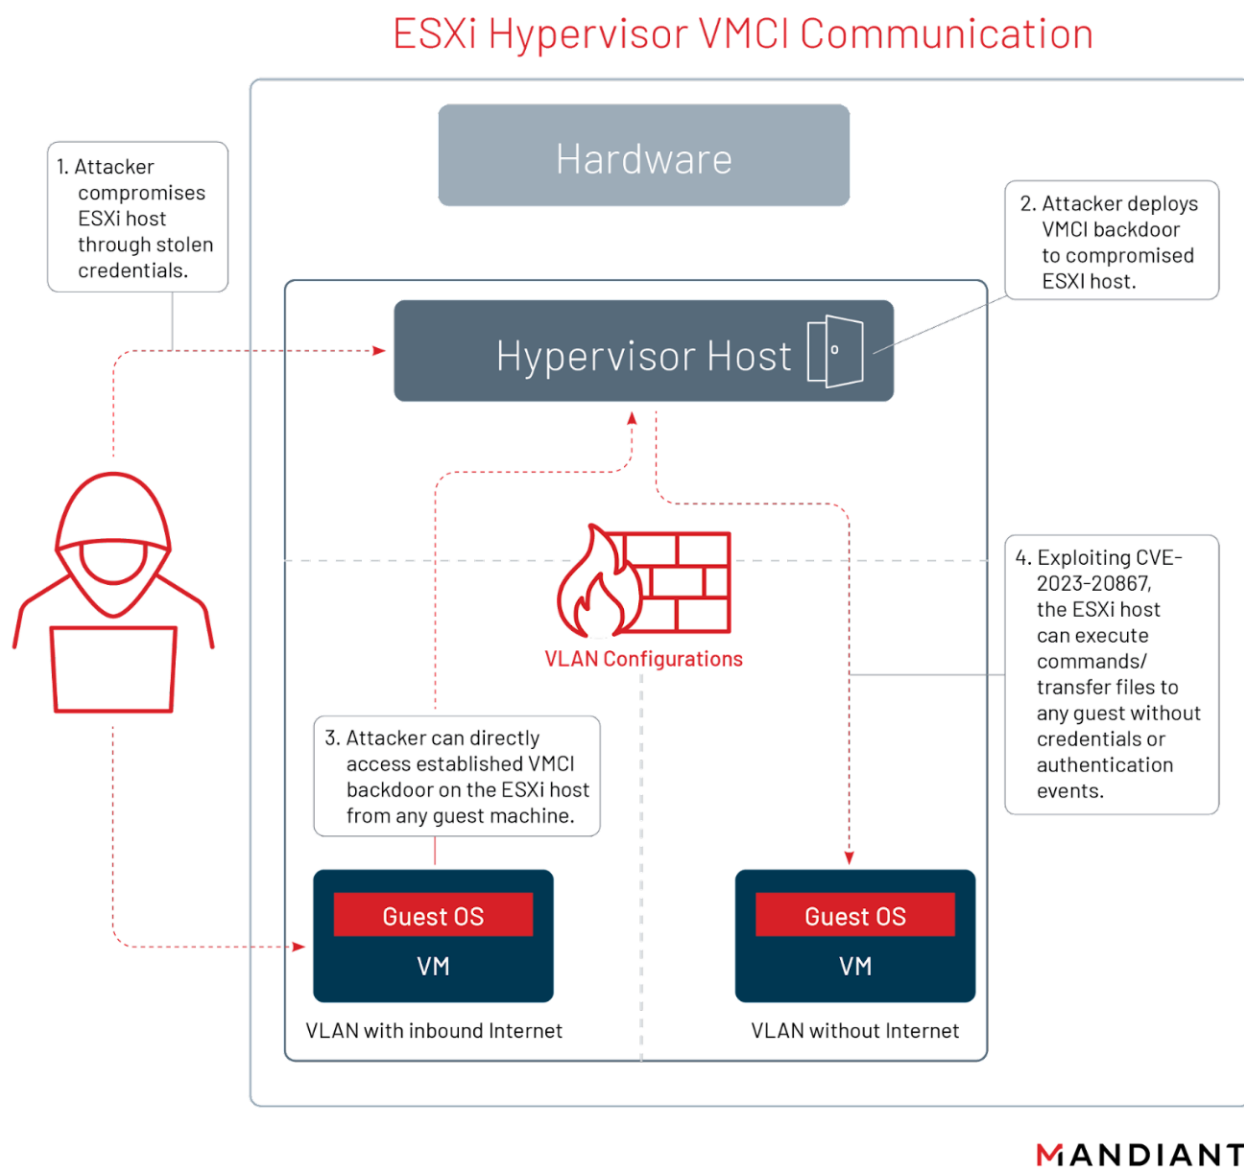 ESXi Hypervisor VMCI Communication
Hardware
1. Attacker
compromises
ESXi host
through stolen
credentials.
2. Attacker deploys
VMCI backdoor
to compromised
ESXI host.
Hypervisor Host
VLAN Configurations
3. Attacker can directly
access established VMCI
backdoor on the ESXi host
from any guest machine.
4. Exploiting CVE-
2023-20867,
the ESXi host
can execute
commands/
transfer files to
any guest without
credentials or
authentication
events.
Guest OS
VM
VLAN with inbound Internet
Guest OS
VM
VLAN without Internet
MANDIANT